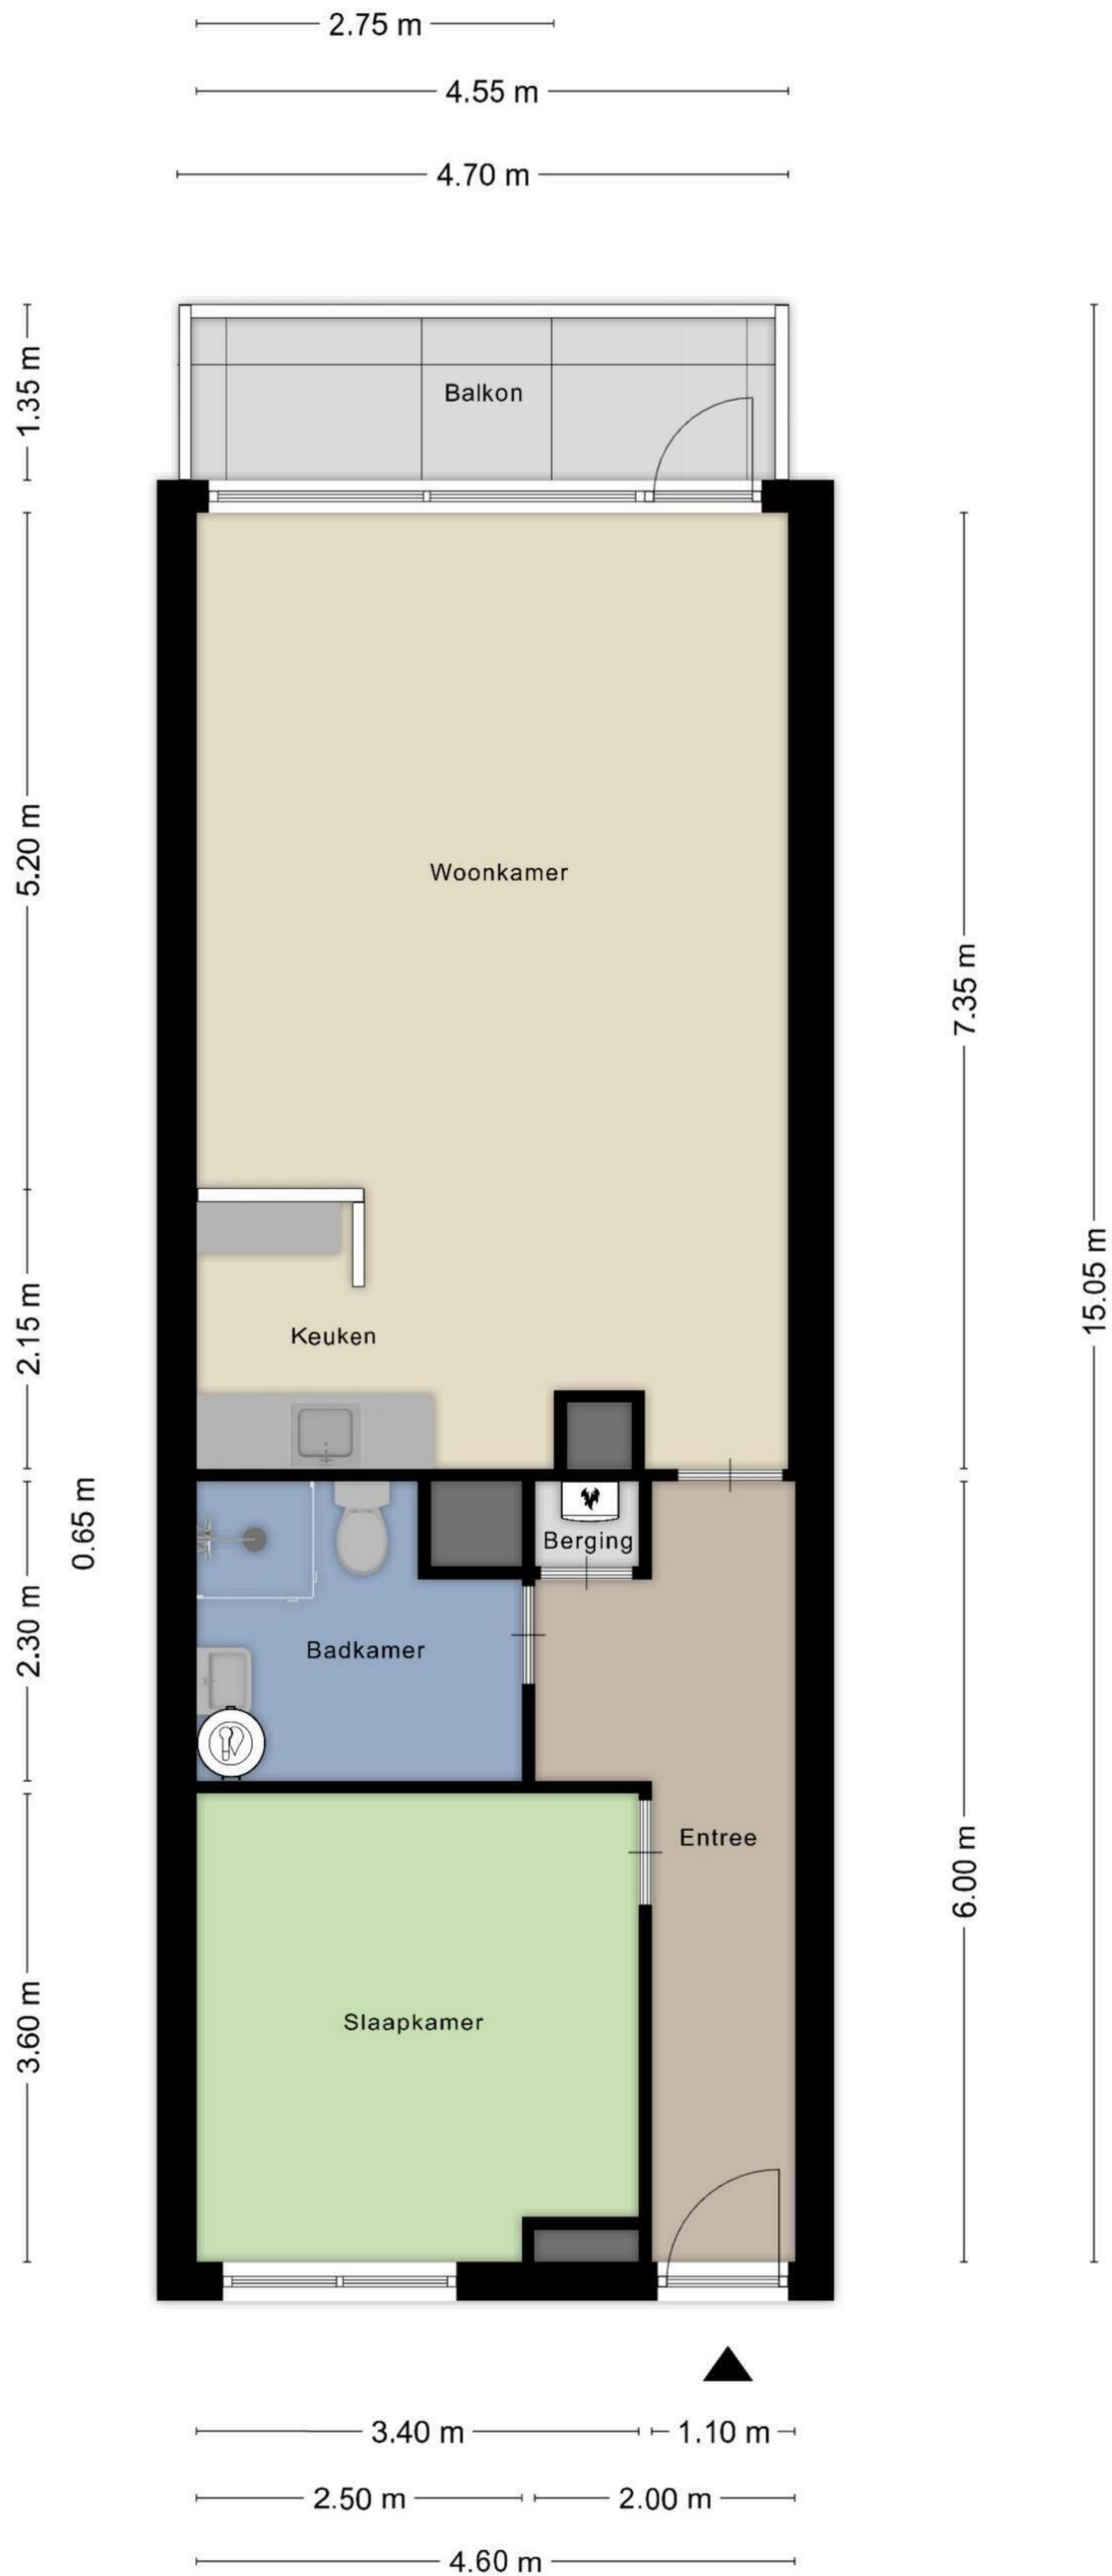 2.75 m
4.55 m
4.70 m
1.35 m
Balkon
5.20 m
Woonkamer
7.35 m
15.05 m
2.15 m
Keuken
0.65 m
Berging
2.30 m
Badkamer
Entree
6.00 m
3.60 m
Slaapkamer
3.40 m
1.10 m
2.50 m
2.00 m
4.60 m